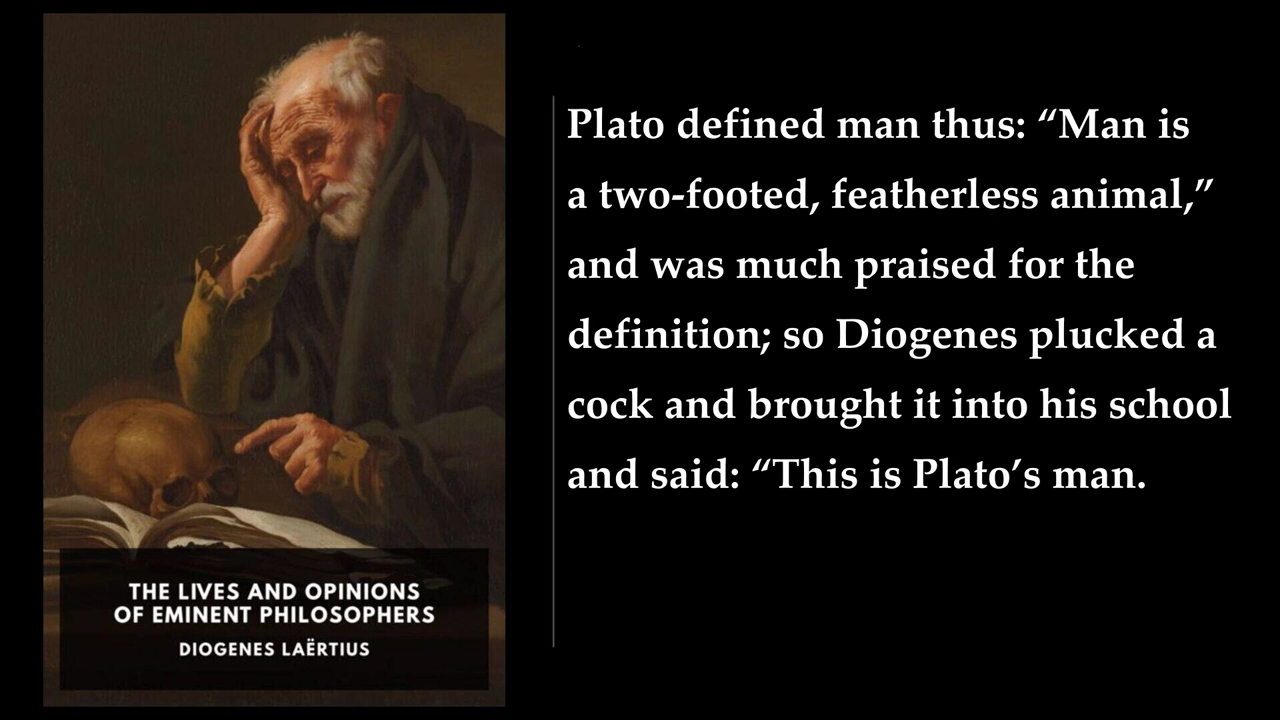 Plato defined man thus: “Man is
a two-footed, featherless animal,”
and was much praised for the
definition; so Diogenes plucked a
cock and brought it into his school
and said: “This is Plato’s man.
THE LIVES AND OPINIONS
OF EMINENT PHILOSOPHERS
DIOGENES LAËRTIUS